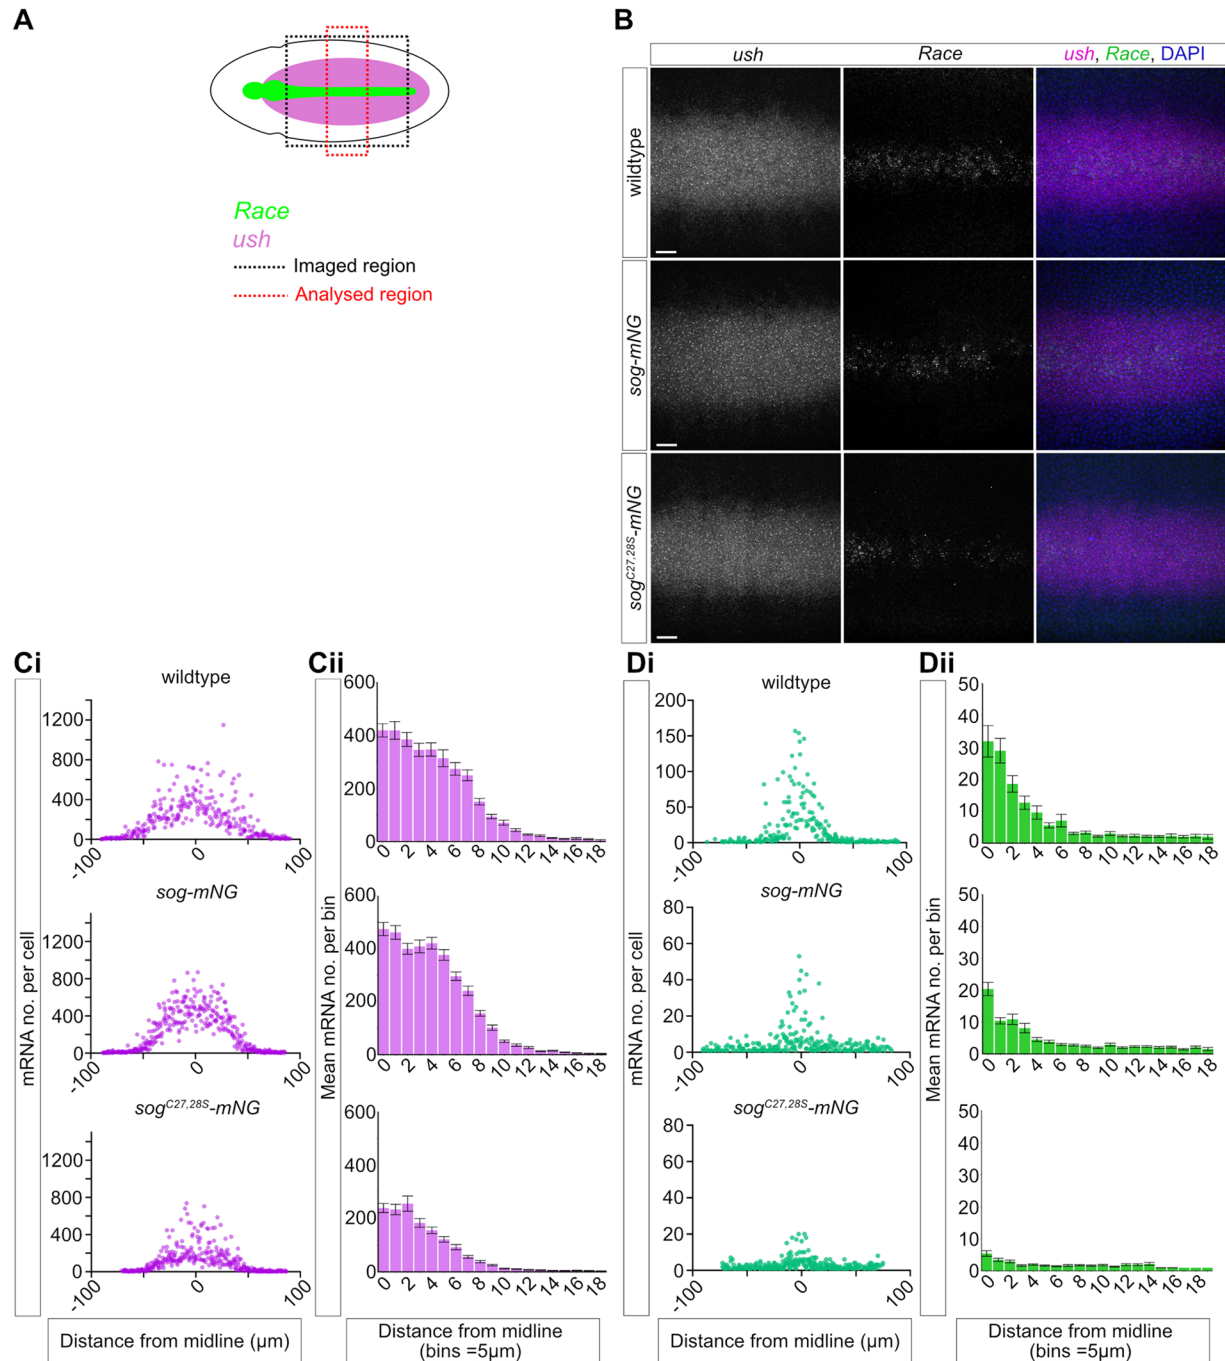 A
Race
ush
Imaged region
Analysed region
B
ush
Race
ush, Race, DAPI
wildtype
sog-mNG
sog^C27,28S-mNG
Ci
wildtype
1200
800
400
0
-100
0
100
sog-mNG
1200
800
400
0
-100
0
100
sog^C27,28S-mNG
1200
800
400
0
-100
0
100
mRNA no. per cell
Distance from midline (µm)
Cii
600
400
200
0
0 2 4 6 8 10 12 14 16 18
600
400
200
0
0 2 4 6 8 10 12 14 16 18
600
400
200
0
0 2 4 6 8 10 12 14 16 18
Mean mRNA no. per bin
Distance from midline
(bins =5µm)
Di
wildtype
200
150
100
50
0
-100
0
100
sog-mNG
80
60
40
20
0
-100
0
100
sog^C27,28S-mNG
80
60
40
20
0
-100
0
100
mRNA no. per cell
Distance from midline (µm)
Dii
50
40
30
20
10
0
0 2 4 6 8 10 12 14 16 18
50
40
30
20
10
0
0 2 4 6 8 10 12 14 16 18
50
40
30
20
10
0
0 2 4 6 8 10 12 14 16 18
Mean mRNA no. per bin
Distance from midline
(bins =5µm)